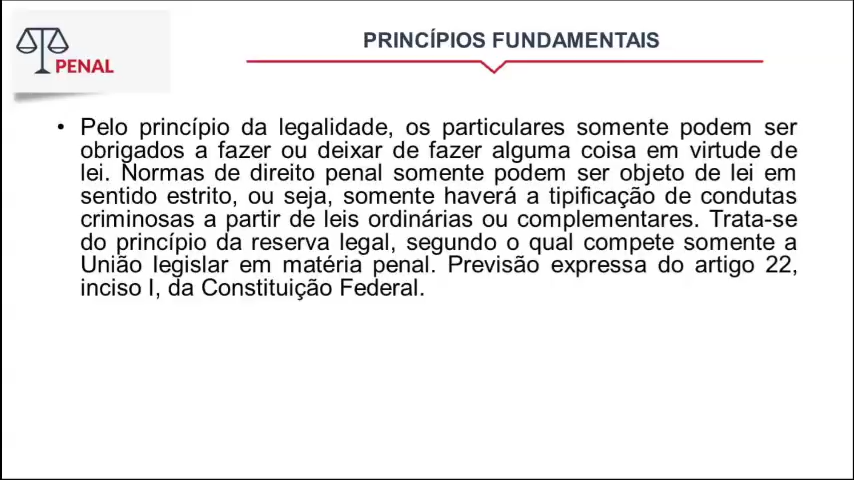 PENAL
PRINCÍPIOS FUNDAMENTAIS
• Pelo princípio da legalidade, os particulares somente podem ser
obrigados a fazer ou deixar de fazer alguma coisa em virtude de
lei. Normas de direito penal somente podem ser objeto de lei em
sentido estrito, ou seja, somente haverá a tipificação de condutas
criminosas a partir de leis ordinárias ou complementares. Trata-se
do princípio da reserva legal, segundo o qual compete somente a
União legislar em matéria penal. Previsão expressa do artigo 22,
inciso I, da Constituição Federal.